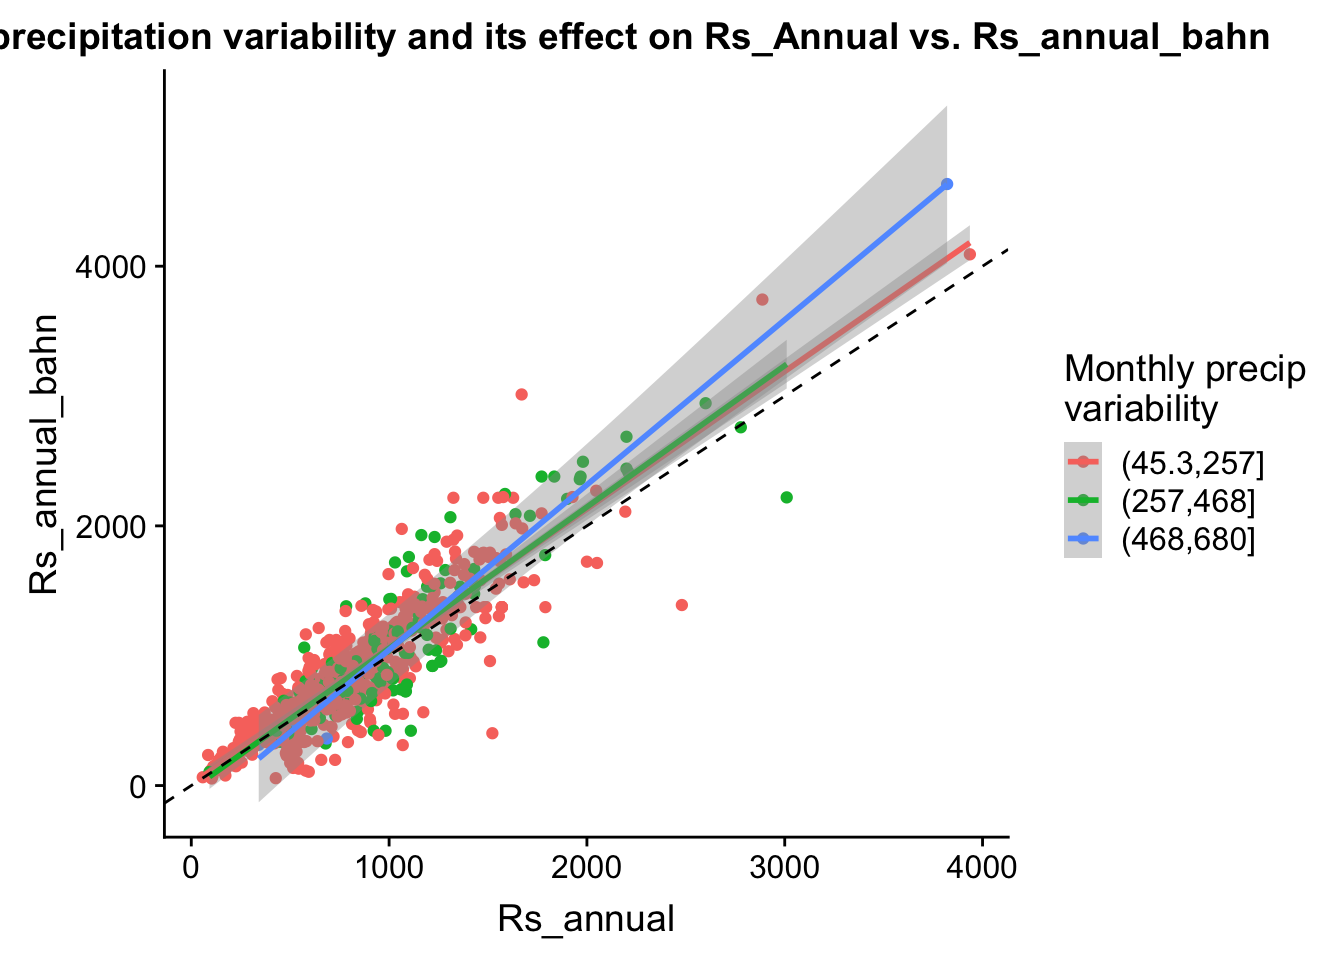 precipitation variability and its effect on Rs_Annual vs. Rs_annual_bahn
Rs_annual_bahn
4000
2000
0
0 1000 2000 3000 4000
Rs_annual
Monthly precip
variability
(45.3,257]
(257,468]
(468,680]